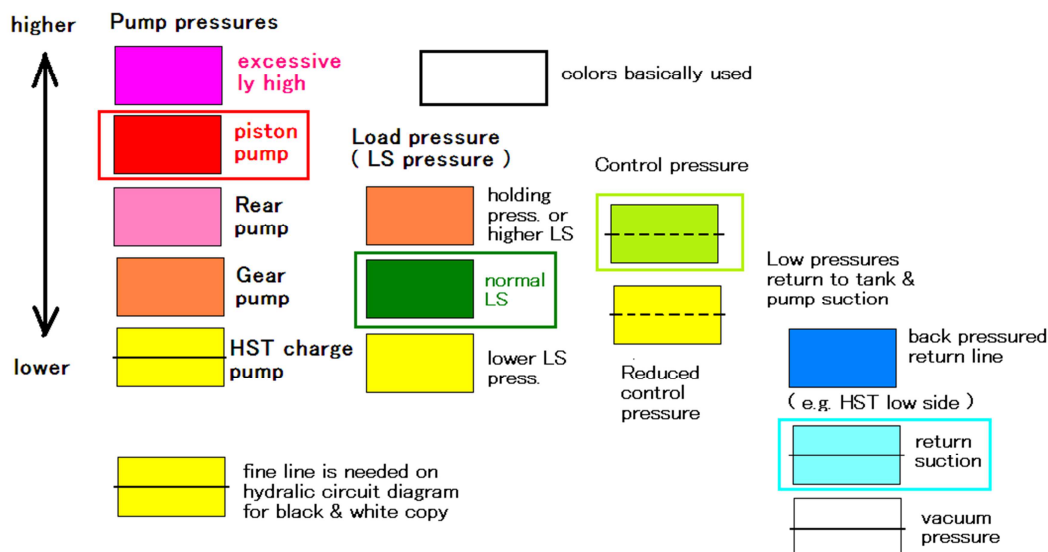 higher
Pump pressures
excessive
ly high
colors basically used
piston
pump
Load pressure
( LS pressure )
Control pressure
Rear
pump
holding
press. or
higher LS
Low pressures
return to tank &
pump suction
Gear
pump
normal
LS
HST charge
pump
lower
lower LS
press.
Reduced
control
pressure
back pressured
return line
( e.g. HST low side )
return
suction
fine line is needed on
hydralic circuit diagram
for black & white copy
vacuum
pressure